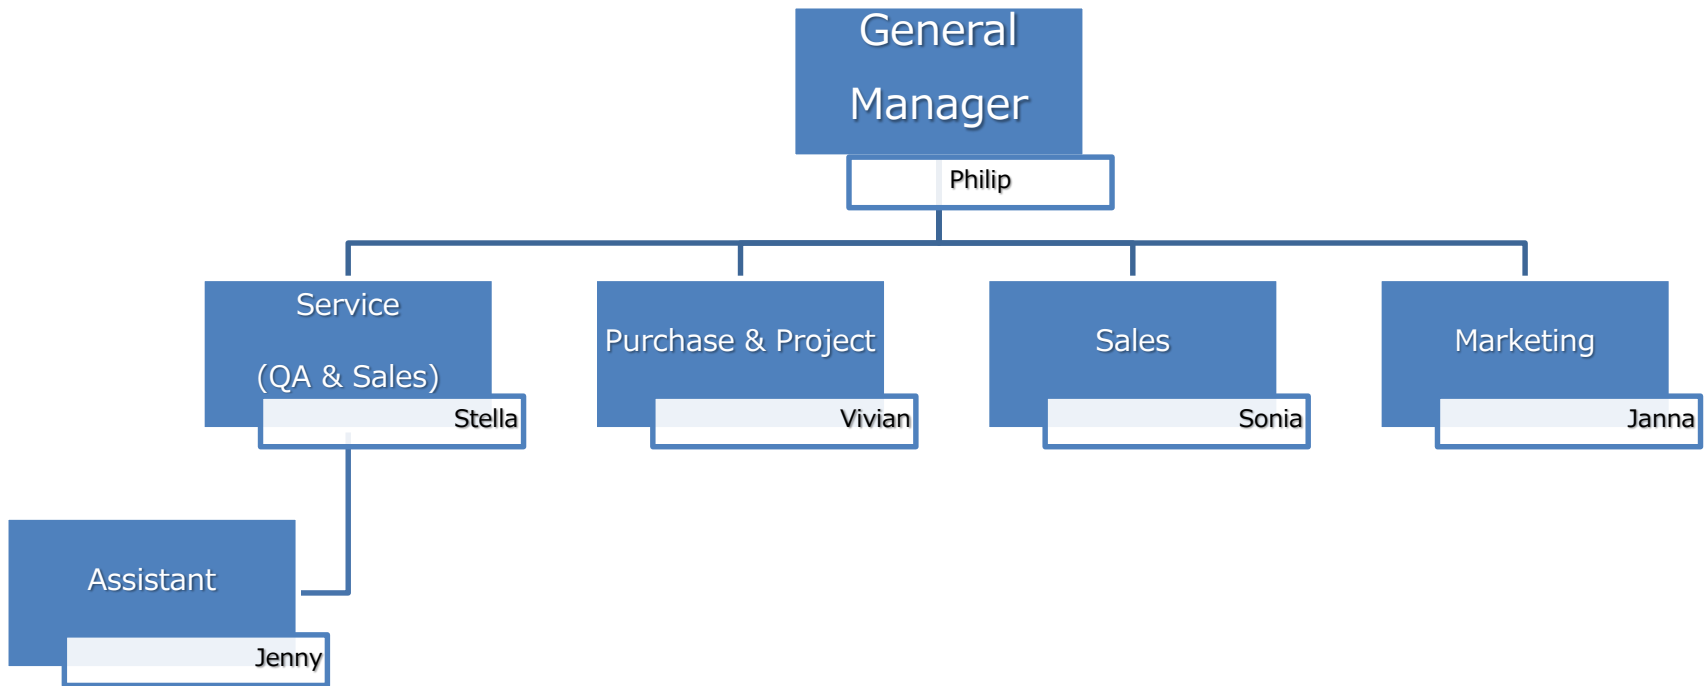 General
Manager
Philip
Service
(QA & Sales)
Stella
Purchase & Project
Vivian
Sales
Sonia
Marketing
Janna
Assistant
Jenny